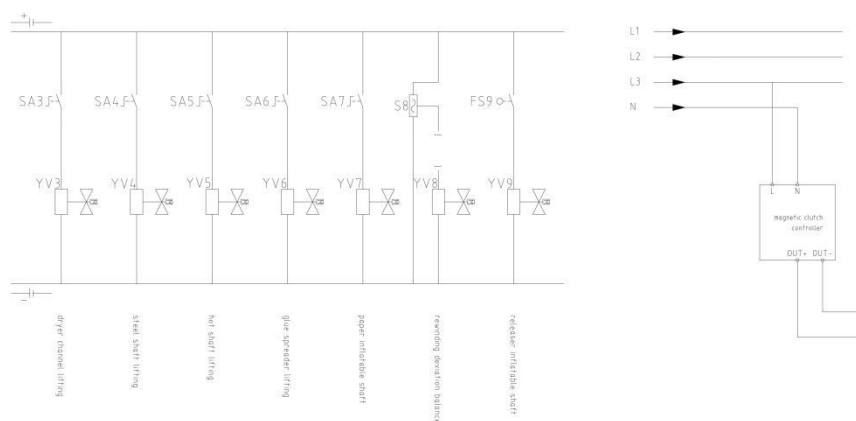 +
L1
L2
L3
N
SA3
SA4
SA5
SA6
SA7
S8
FS9
YV3
YV4
YV5
YV6
YV7
YV8
YV9
L N
magnetic clutch
controller
OUT+ OUT-
-
dryer channel lifting
steel shaft lifting
hot shaft lifting
glue spreader lifting
paper inflatable shaft
rewinding deviation balance
releaser inflatable shaft